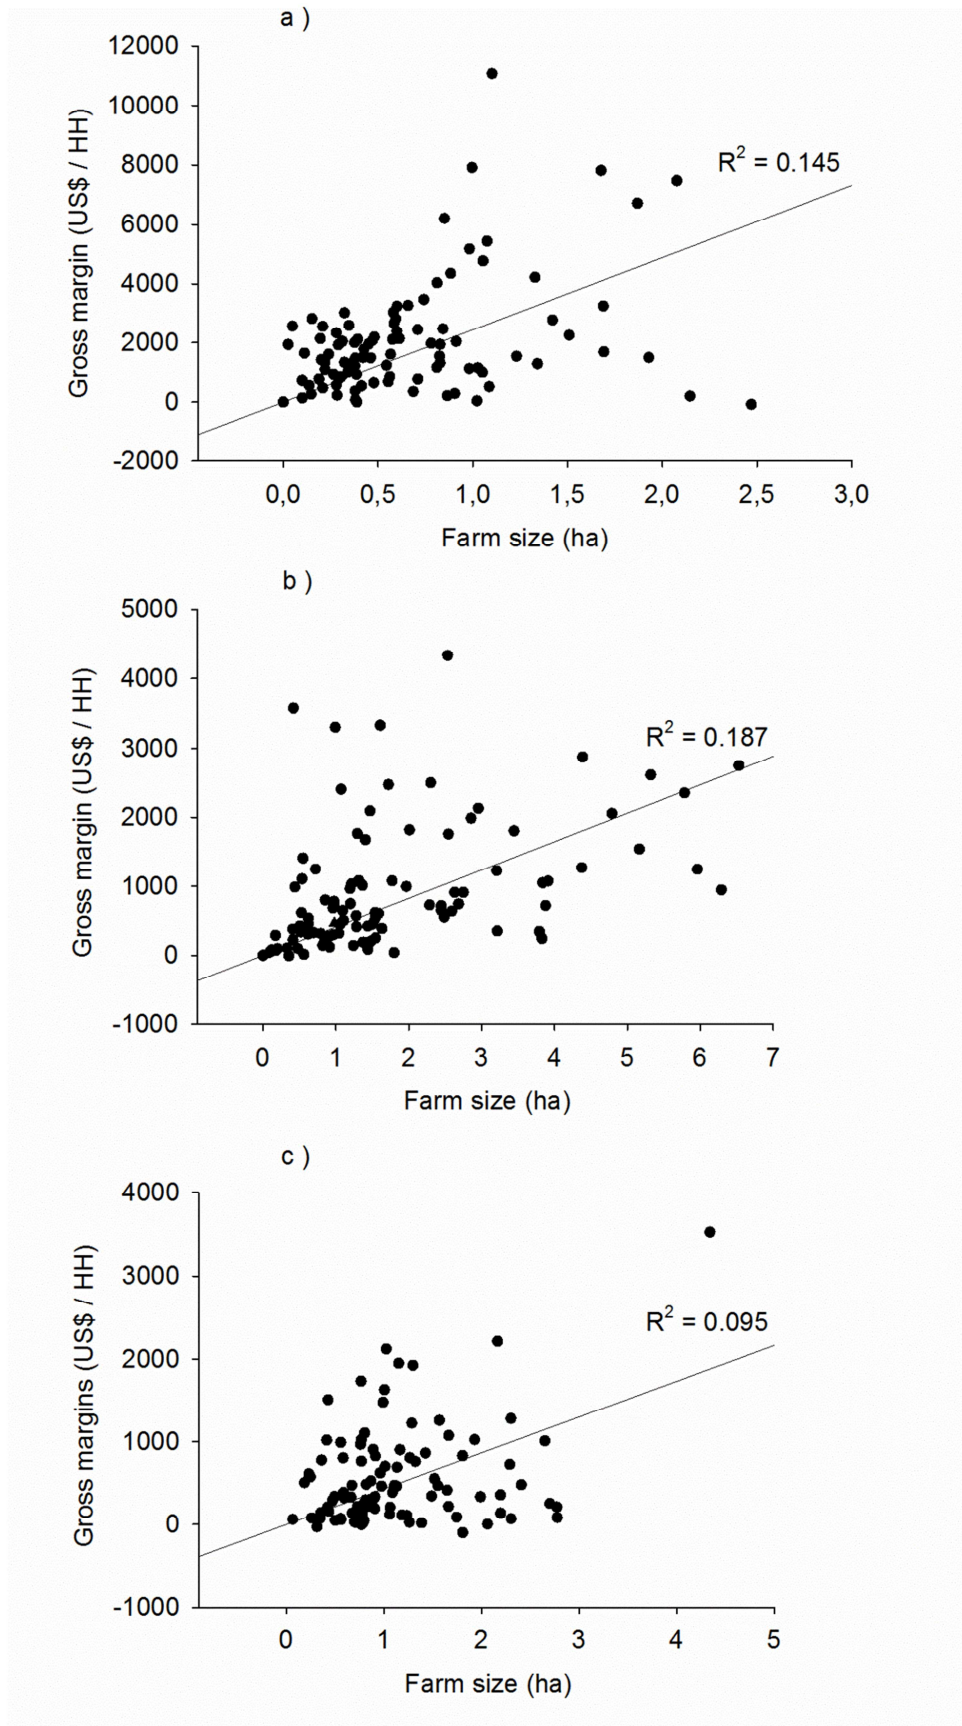 a )
12000
10000
8000
6000
4000
2000
0
-2000
Gross margin (US$ / HH)
R² = 0.145
0,0 0,5 1,0 1,5 2,0 2,5 3,0
Farm size (ha)
b )
5000
4000
3000
2000
1000
0
-1000
Gross margin (US$ / HH)
R² = 0.187
0 1 2 3 4 5 6 7
Farm size (ha)
c )
4000
3000
2000
1000
0
-1000
Gross margins (US$ / HH)
R² = 0.095
0 1 2 3 4 5
Farm size (ha)